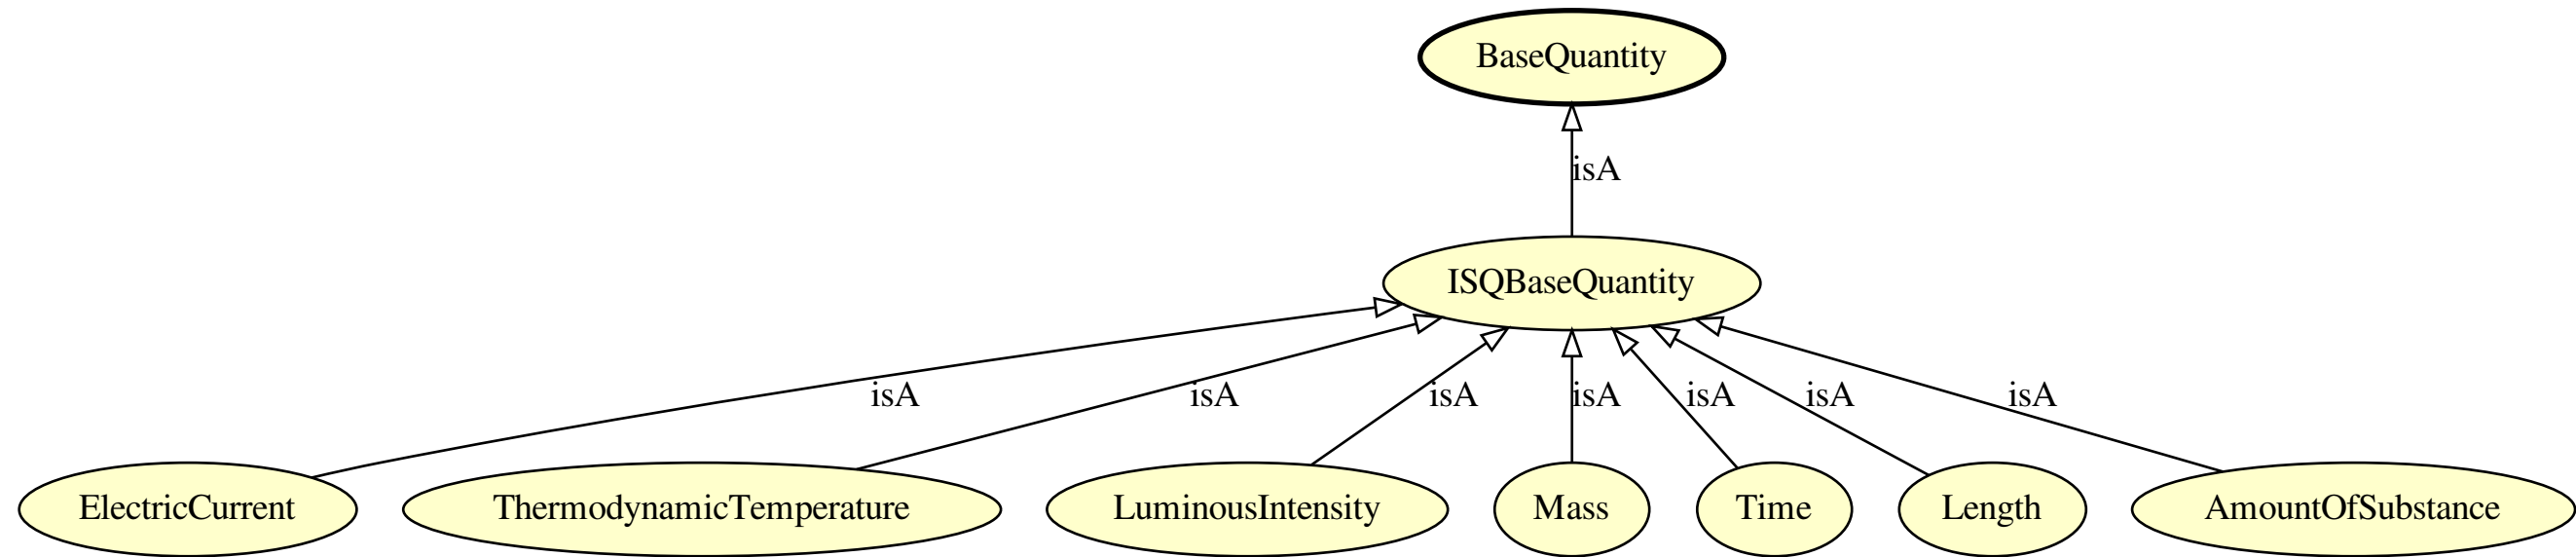 BaseQuantity
isA
ISQBaseQuantity
isA isA isA isA isA isA isA
ElectricCurrent ThermodynamicTemperature LuminousIntensity Mass Time Length AmountOfSubstance